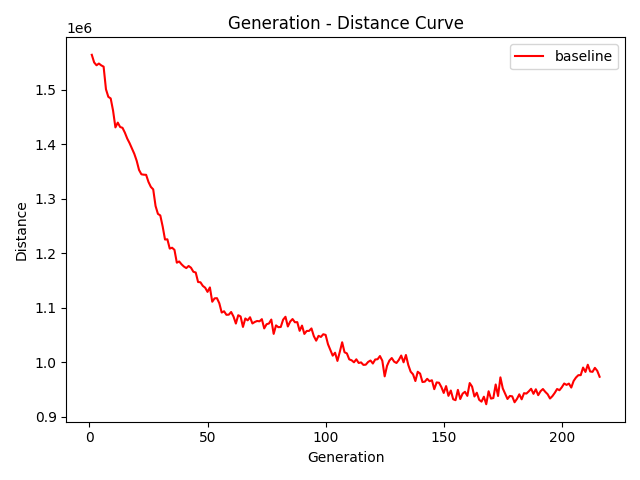 Generation - Distance Curve
1e6
baseline
1.5
1.4
1.3
1.2
1.1
1.0
0.9
Distance
0
50
100
150
200
Generation